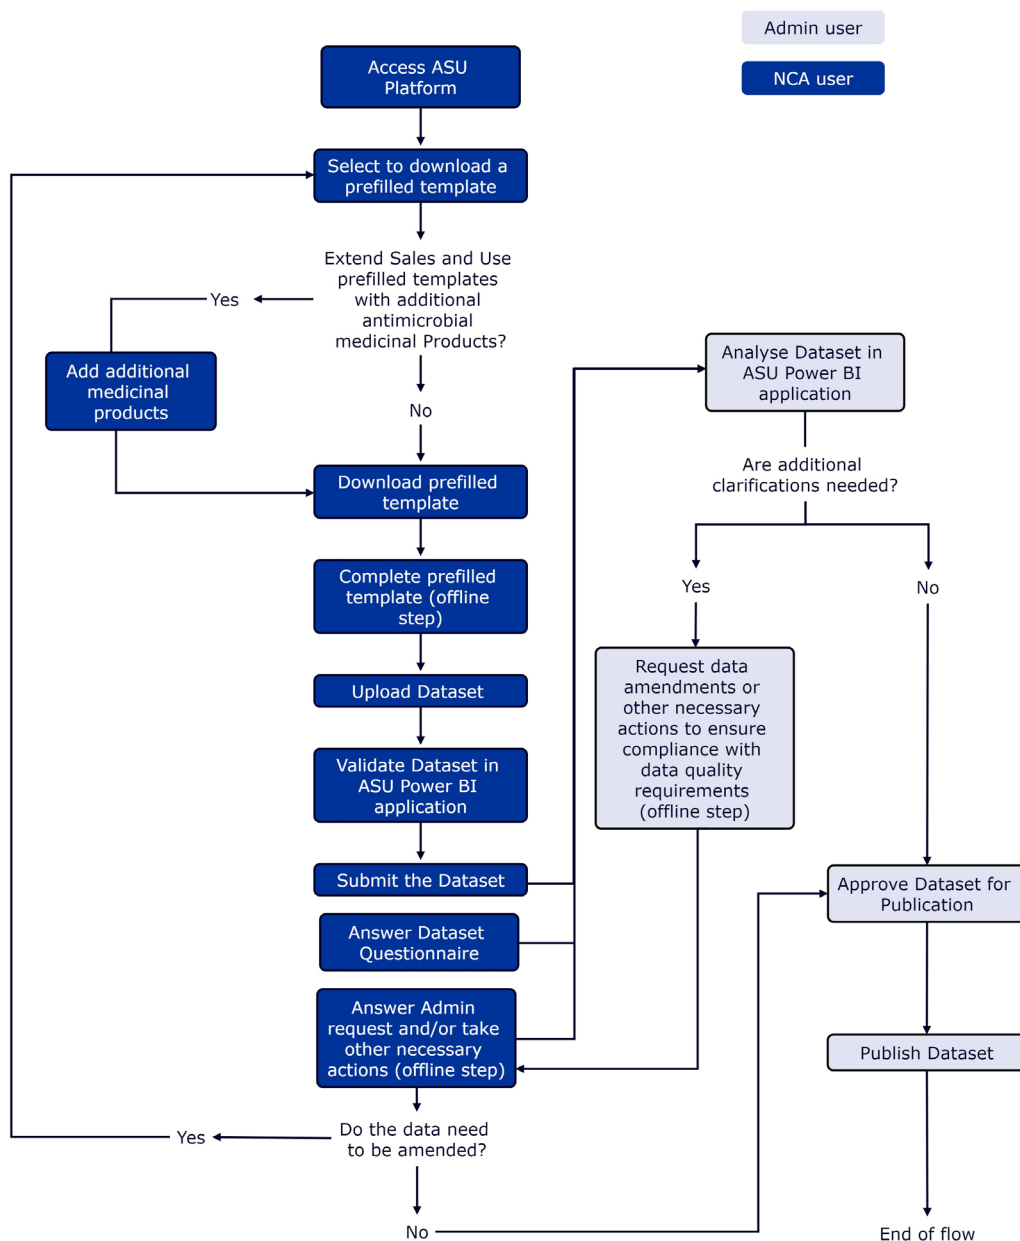 Admin user
NCA user
Access ASU
Platform
Select to download a
prefilled template
Extend Sales and Use
prefilled templates
with additional
antimicrobial
medicinal Products?
Yes
Add additional
medicinal
products
No
Download prefilled
template
Complete prefilled
template (offline
step)
Upload Dataset
Validate Dataset in
ASU Power BI
application
Submit the Dataset
Answer Dataset
Questionnaire
Answer Admin
request and/or take
other necessary
actions (offline step)
Do the data need
to be amended?
Yes
No
Analyse Dataset in
ASU Power BI
application
Are additional
clarifications needed?
Yes
No
Request data
amendments or
other necessary
actions to ensure
compliance with
data quality
requirements
(offline step)
Approve Dataset for
Publication
Publish Dataset
End of flow